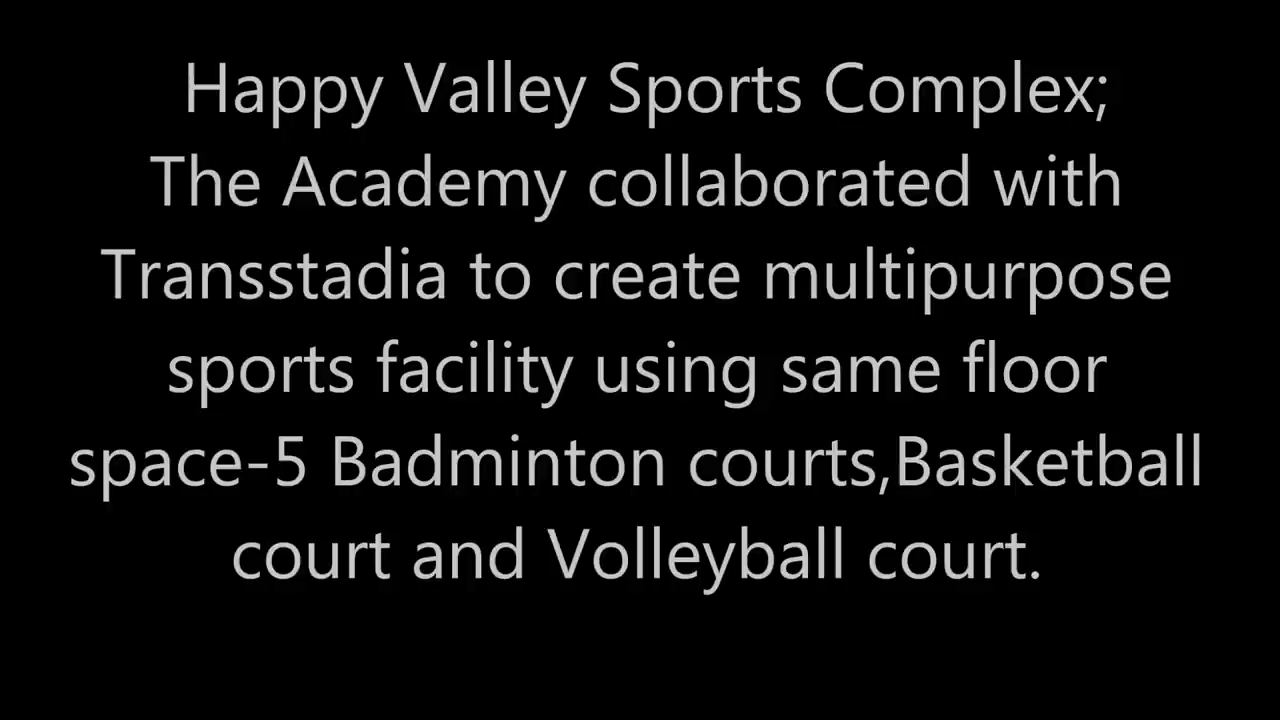 Happy Valley Sports Complex;
The Academy collaborated with
Transstadia to create multipurpose
sports facility using same floor
space-5 Badminton courts,Basketball
court and Volleyball court.